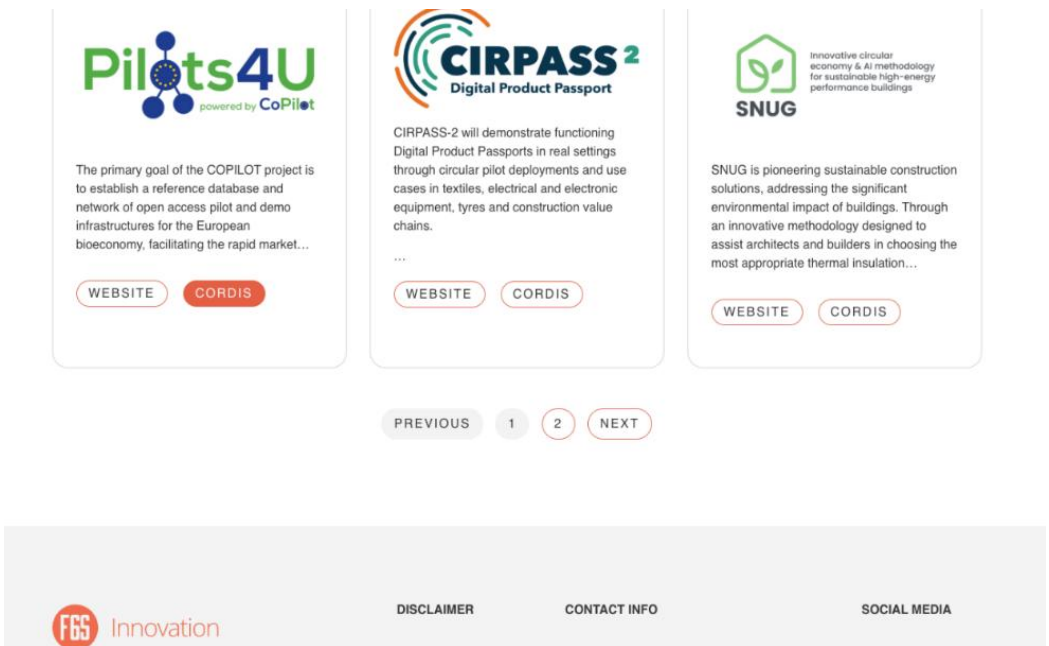 Pilots4U
powered by CoPilot
The primary goal of the COPILOT project is
to establish a reference database and
network of open access pilot and demo
infrastructures for the European
bioeconomy, facilitating the rapid market...
WEBSITE CORDIS
CIRPASS 2
Digital Product Passport
CIRPASS-2 will demonstrate functioning
Digital Product Passports in real settings
through circular pilot deployments and use
cases in textiles, electrical and electronic
equipment, tyres and construction value
chains.
...
WEBSITE CORDIS
SNUG
Innovative circular
economy & AI methodology
for sustainable high-energy
performance buildings
SNUG is pioneering sustainable construction
solutions, addressing the significant
environmental impact of buildings. Through
an innovative methodology designed to
assist architects and builders in choosing the
most appropriate thermal insulation...
WEBSITE CORDIS
PREVIOUS 1 2 NEXT
F6S Innovation
DISCLAIMER CONTACT INFO SOCIAL MEDIA